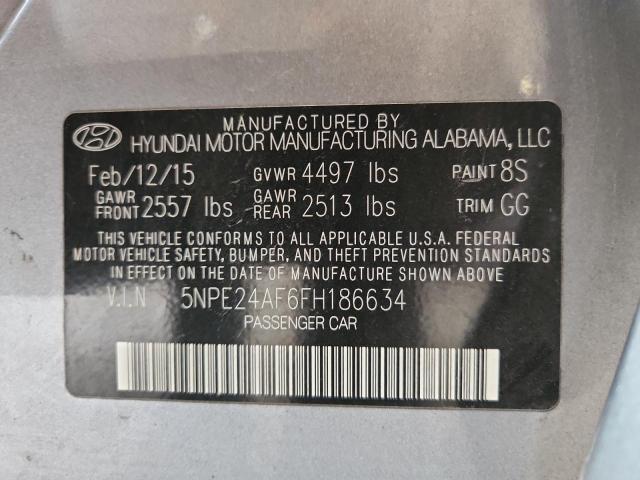 MANUFACTURED BY
HYUNDAI MOTOR MANUFACTURING ALABAMA, LLC
Feb/12/15 GVWR 4497 lbs PAINT 8S
GAWR FRONT 2557 lbs GAWR REAR 2513 lbs TRIM GG
THIS VEHICLE CONFORMS TO ALL APPLICABLE U.S.A. FEDERAL
MOTOR VEHICLE SAFETY, BUMPER, AND THEFT PREVENTION STANDARDS
IN EFFECT ON THE DATE OF MANUFACTURE SHOWN ABOVE.
V.I.N 5NPE24AF6FH186634
PASSENGER CAR